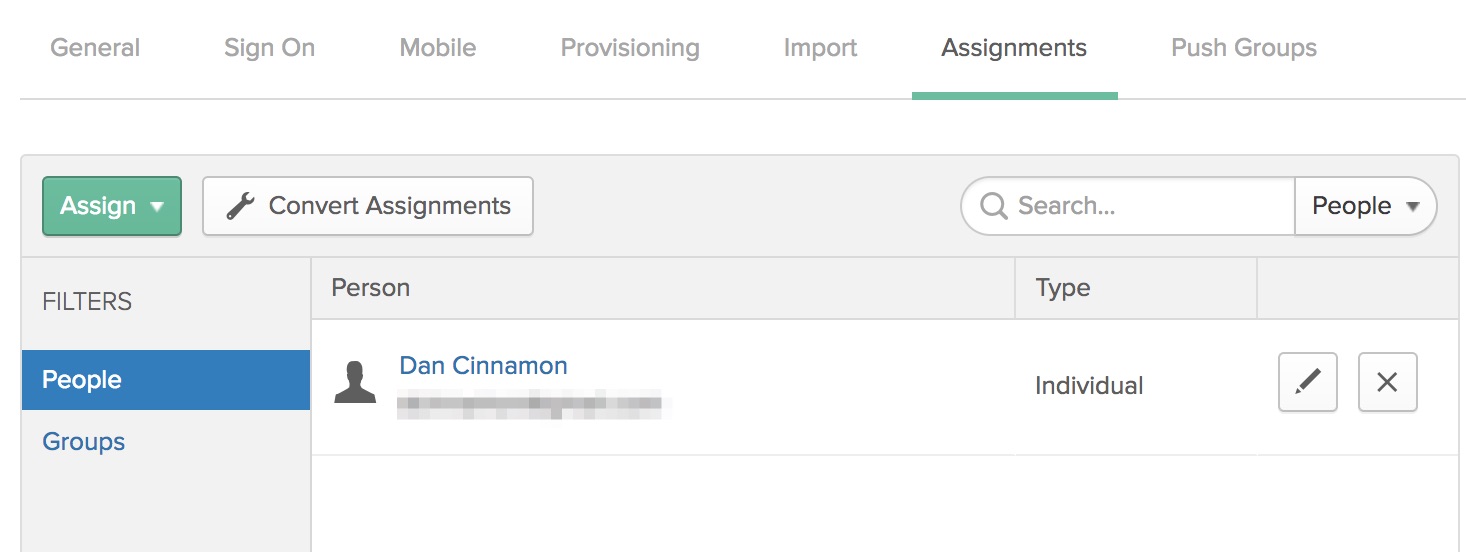 General Sign On Mobile Provisioning Import Assignments Push Groups
Assign Convert Assignments Search... People
FILTERS Person Type
People
Groups
Dan Cinnamon
Individual